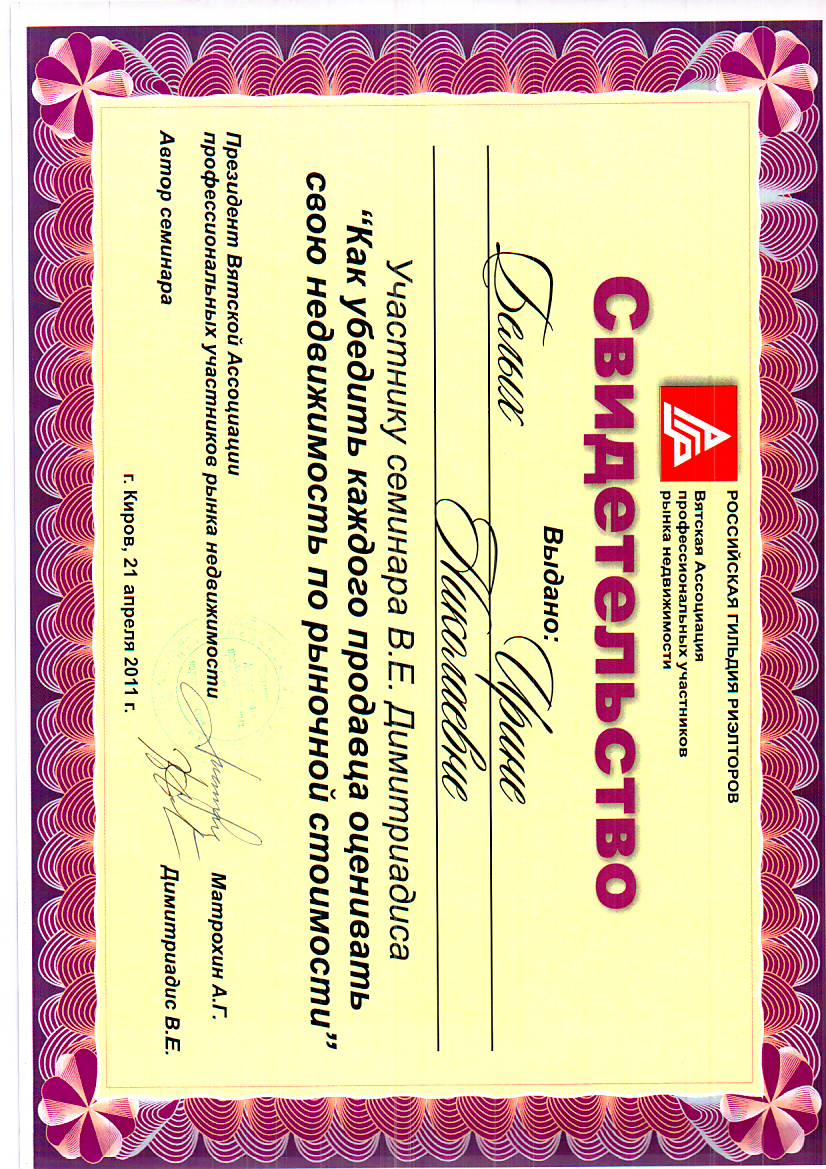 РОССИЙСКАЯ ГИЛЬДИЯ РИЭЛТОРОВ
Вятская Ассоциация
профессиональных участников
рынка недвижимости
Свидетельство
Выдано:
Белых Ирине
Николаевне
Участнику семинара В.Е. Димитриадиса
“Как убедить каждого продавца оценивать
свою недвижимость по рыночной стоимости”
Президент Вятской Ассоциации
профессиональных участников рынка недвижимости Матрохин А.Г.
Автор семинара Димитриадис В.Е.
г. Киров, 21 апреля 2011 г.